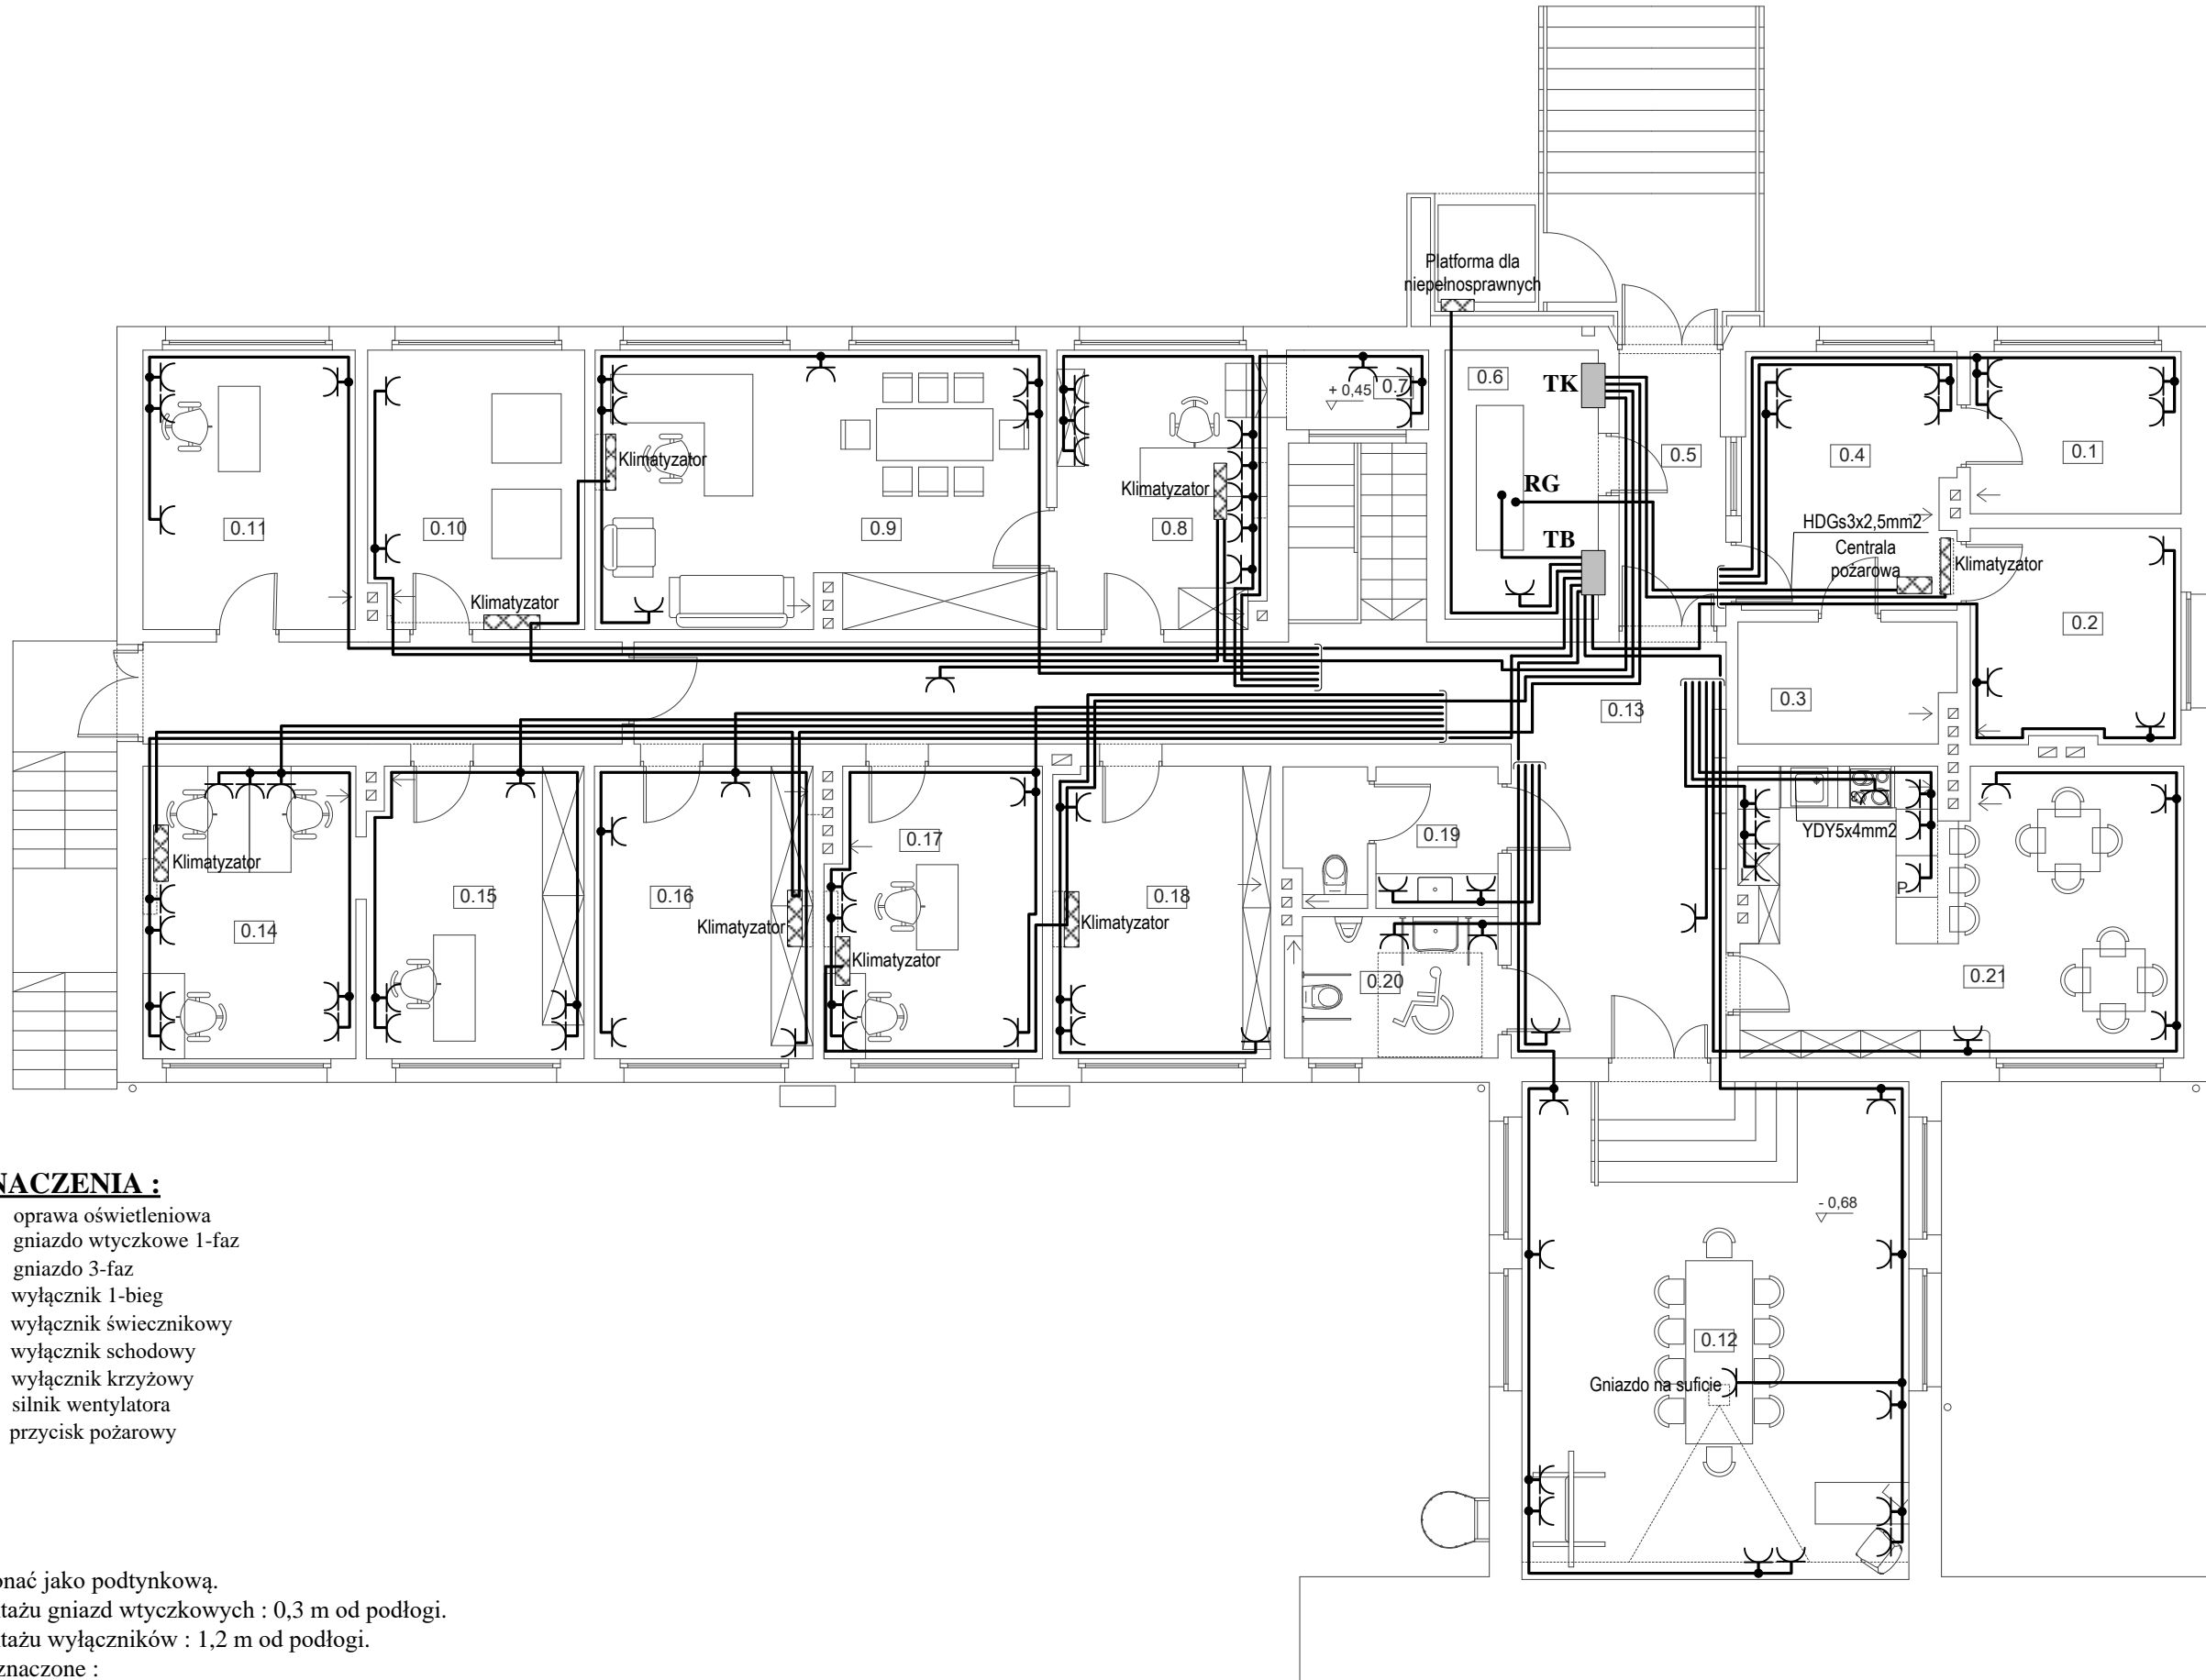 Platforma dla
niepełnosprawnych
TK
0.6
+ 0,45
0.7
0.5
0.4
0.1
Klimatyzator
Klimatyzator
RG
0.11
0.10
0.9
0.8
HDGs3x2,5mm2
TB
Centrala
pożarowa
Klimatyzator
Klimatyzator
0.2
0.3
0.13
0.19
YDY5x4mm2
0.17
Klimatyzator
0.15
0.16
0.18
P
0.14
Klimatyzator
Klimatyzator
Klimatyzator
0.20
0.21
NACZENIA :
oprawa oświetleniowa
gniazdo wtyczkowe 1-faz
gniazdo 3-faz
wyłącznik 1-bieg
wyłącznik świecznikowy
wyłącznik schodowy
wyłącznik krzyżowy
silnik wentylatora
przycisk pożarowy
- 0,68
0.12
Gniazdo na suficie
onać jako podtynkową.
tażu gniazd wtyczkowych : 0,3 m od podłogi.
tażu wyłączników : 1,2 m od podłogi.
znaczone :